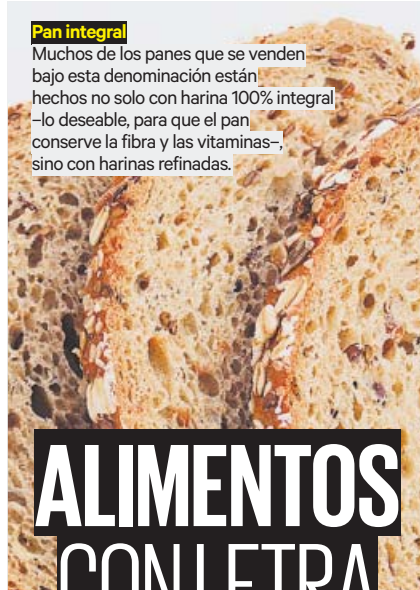 Pan integral
Muchos de los panes que se venden
bajo esta denominación están
hechos no solo con harina 100% integral
–lo deseable, para que el pan
conserve la fibra y las vitaminas–,
sino con harinas refinadas.
ALIMENTOS
CON LETRA